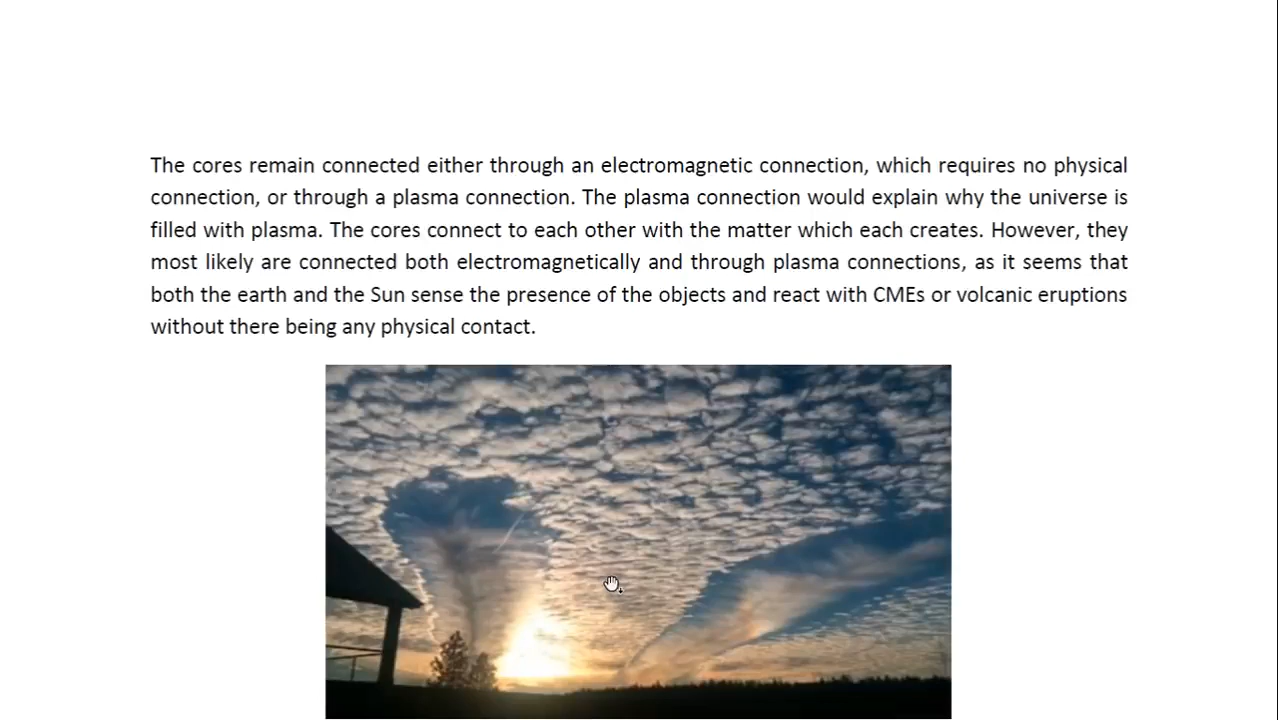 The cores remain connected either through an electromagnetic connection, which requires no physical
connection, or through a plasma connection. The plasma connection would explain why the universe is
filled with plasma. The cores connect to each other with the matter which each creates. However, they
most likely are connected both electromagnetically and through plasma connections, as it seems that
both the earth and the Sun sense the presence of the objects and react with CMEs or volcanic eruptions
without there being any physical contact.